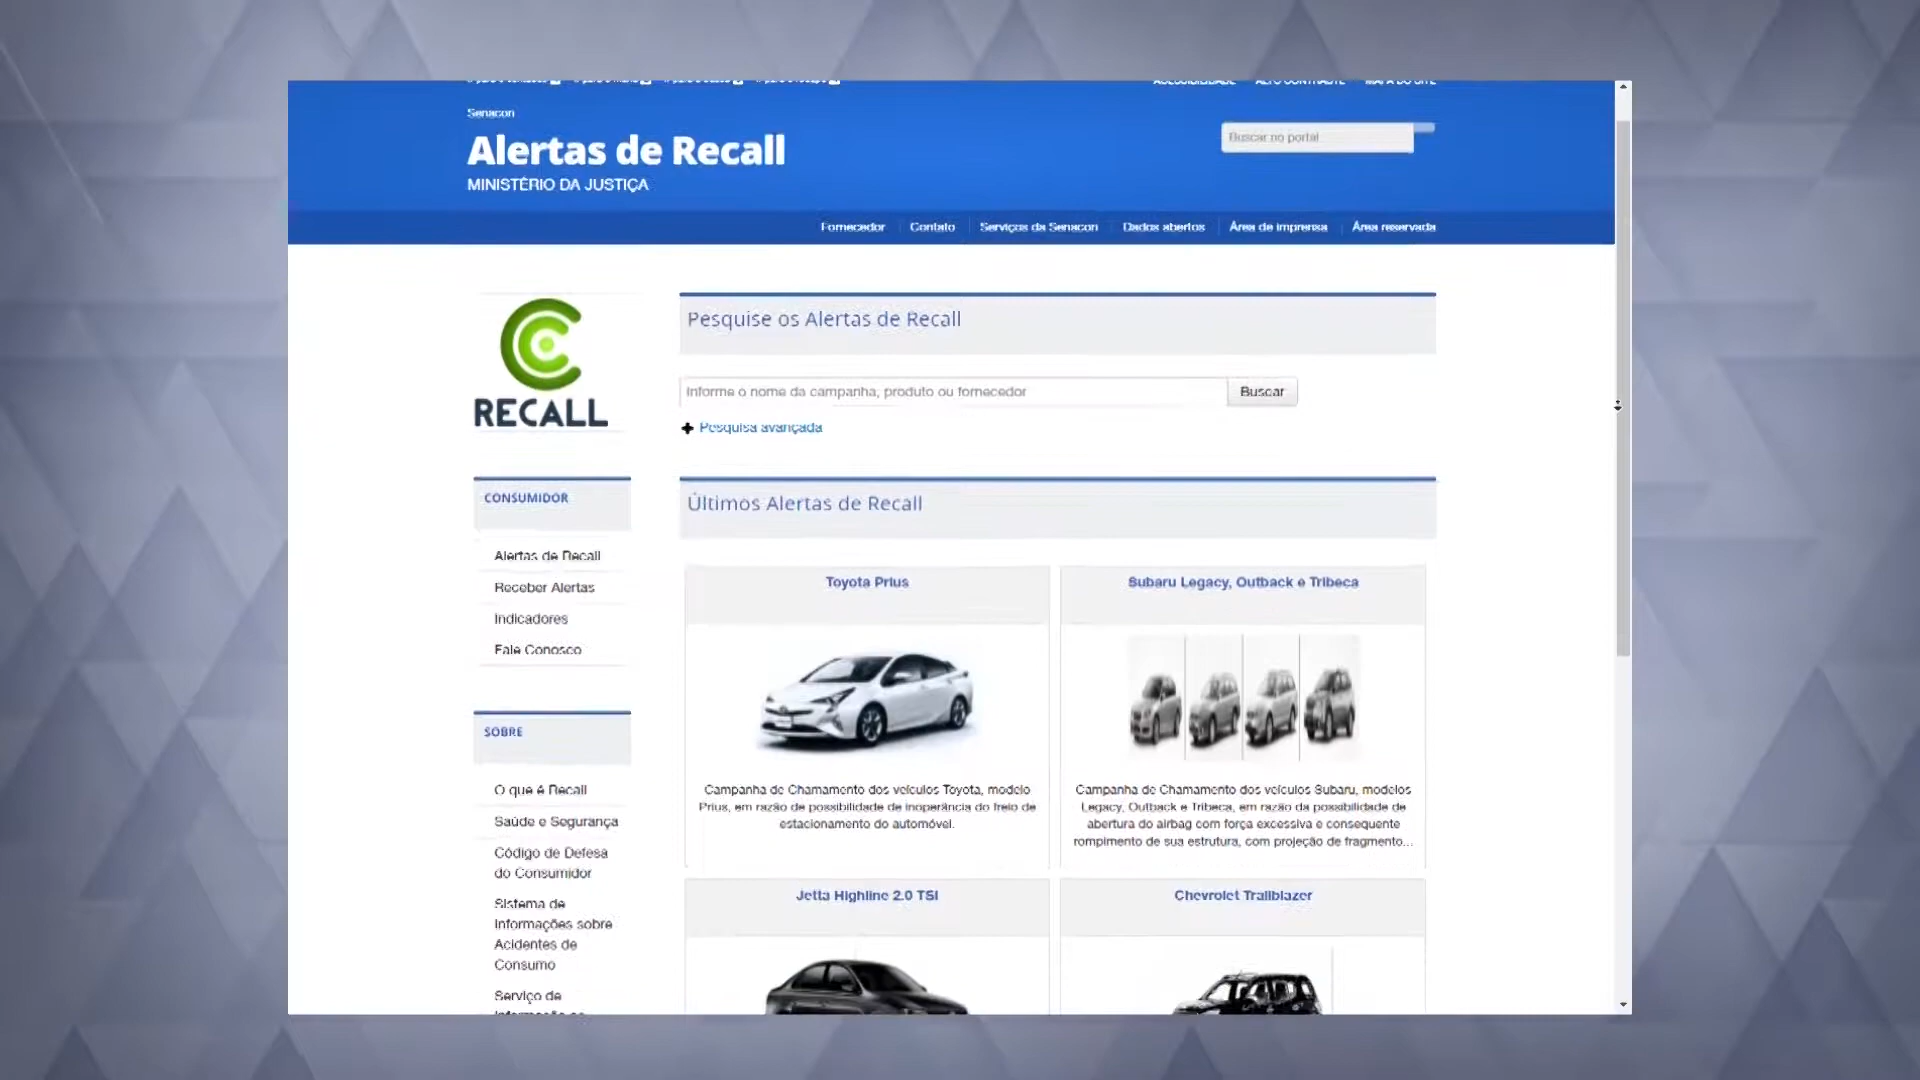 Senacon
Alertas de Recall
MINISTÉRIO DA JUSTIÇA
ACESSIBILIDADE ALTO CONTRASTE MAPA DO SITE
Buscar no portal
Fornecedor Contato Serviços da Senacon Dados abertos Área de imprensa Área reservada
RECALL
Pesquise os Alertas de Recall
Informe o nome da campanha, produto ou fornecedor
Buscar
Pesquisa avançada
CONSUMIDOR
Alertas de Recall
Receber Alertas
Indicadores
Fale Conosco
SOBRE
O que é Recall
Saúde e Segurança
Código de Defesa
do Consumidor
Sistema de
Informações sobre
Acidentes de
Consumo
Serviço de
Últimos Alertas de Recall
Toyota Prius
Campanha de Chamamento dos veículos Toyota, modelo
Prius, em razão de possibilidade de inoperância do freio de
estacionamento do automóvel.
Subaru Legacy, Outback e Tribeca
Campanha de Chamamento dos veículos Subaru, modelos
Legacy, Outback e Tribeca, em razão da possibilidade de
abertura do airbag com força excessiva e consequente
rompimento de sua estrutura, com projeção de fragmento...
Jetta Highline 2.0 TSI
Chevrolet Trailblazer